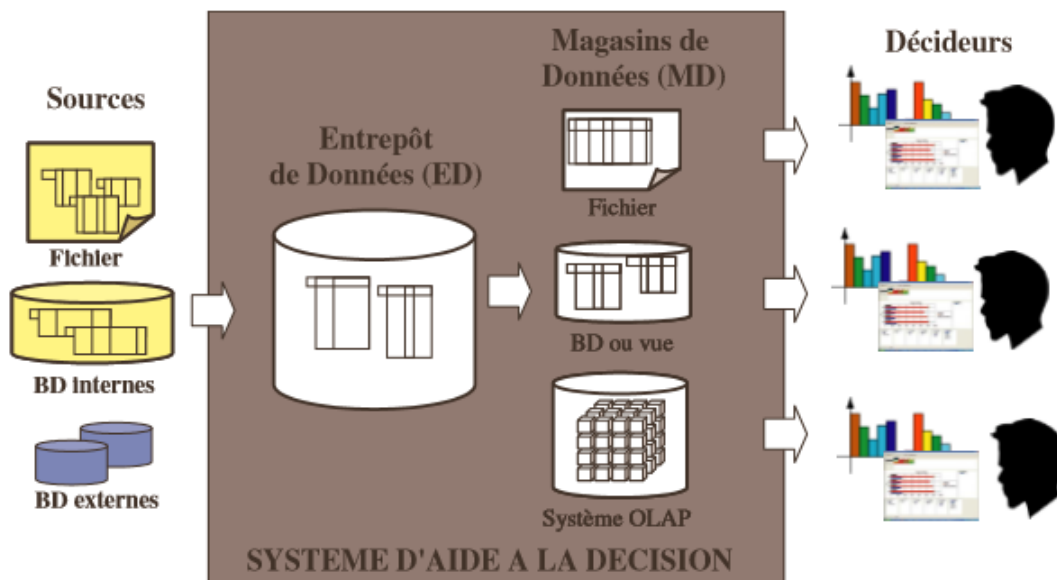 Sources
Fichier
BD internes
BD externes
Entrepôt
de Données (ED)
Magasins de
Données (MD)
Fichier
BD ou vue
Système OLAP
SYSTEME D'AIDE A LA DECISION
Décideurs